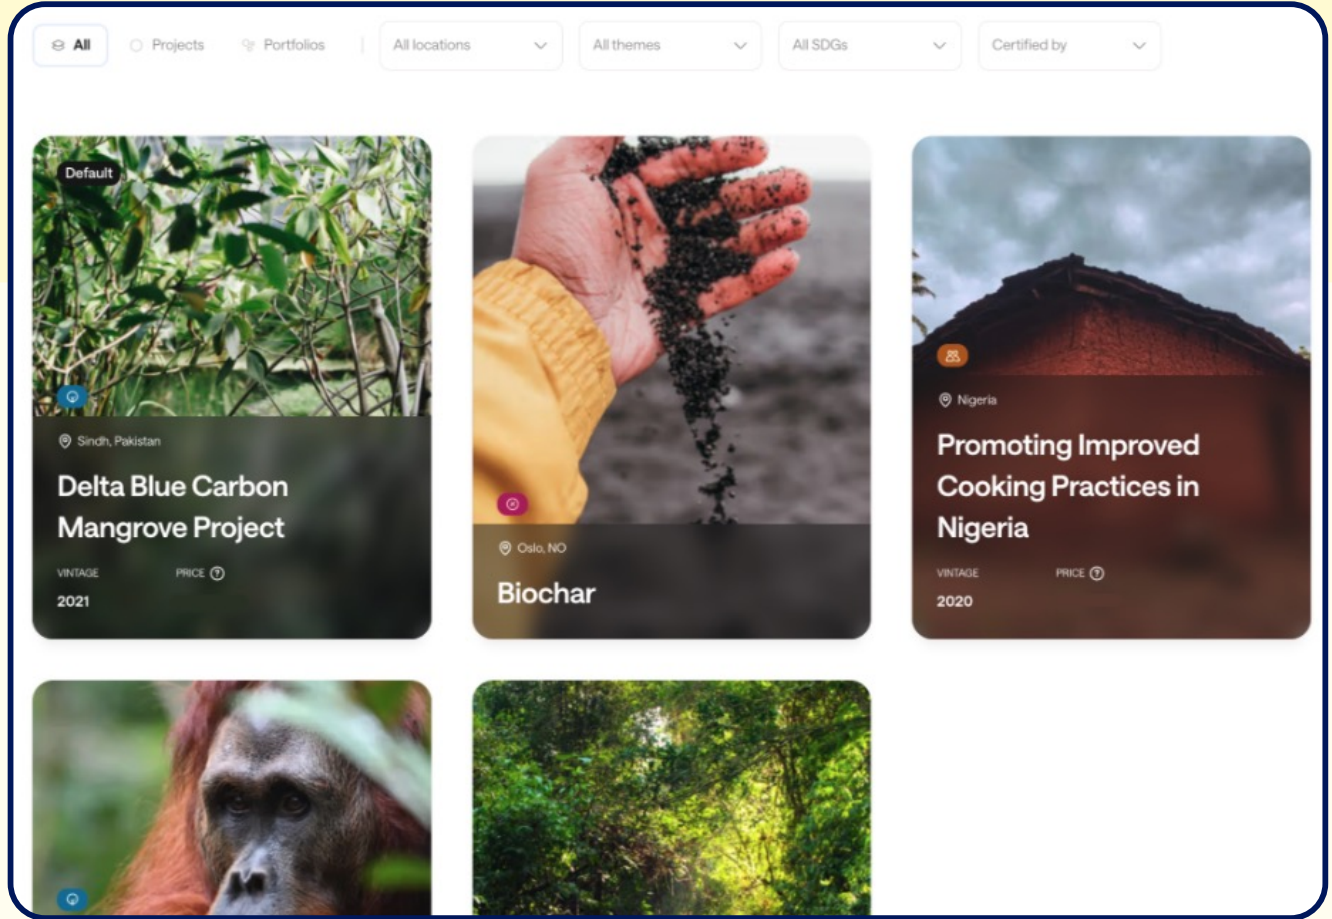 All Projects Portfolios All locations All themes All SDGs Certified by
Default
Sindh, Pakistan
Delta Blue Carbon
Mangrove Project
VINTAGE PRICE ?
2021
Oslo, NO
Biochar
Nigeria
Promoting Improved
Cooking Practices in
Nigeria
VINTAGE PRICE ?
2020